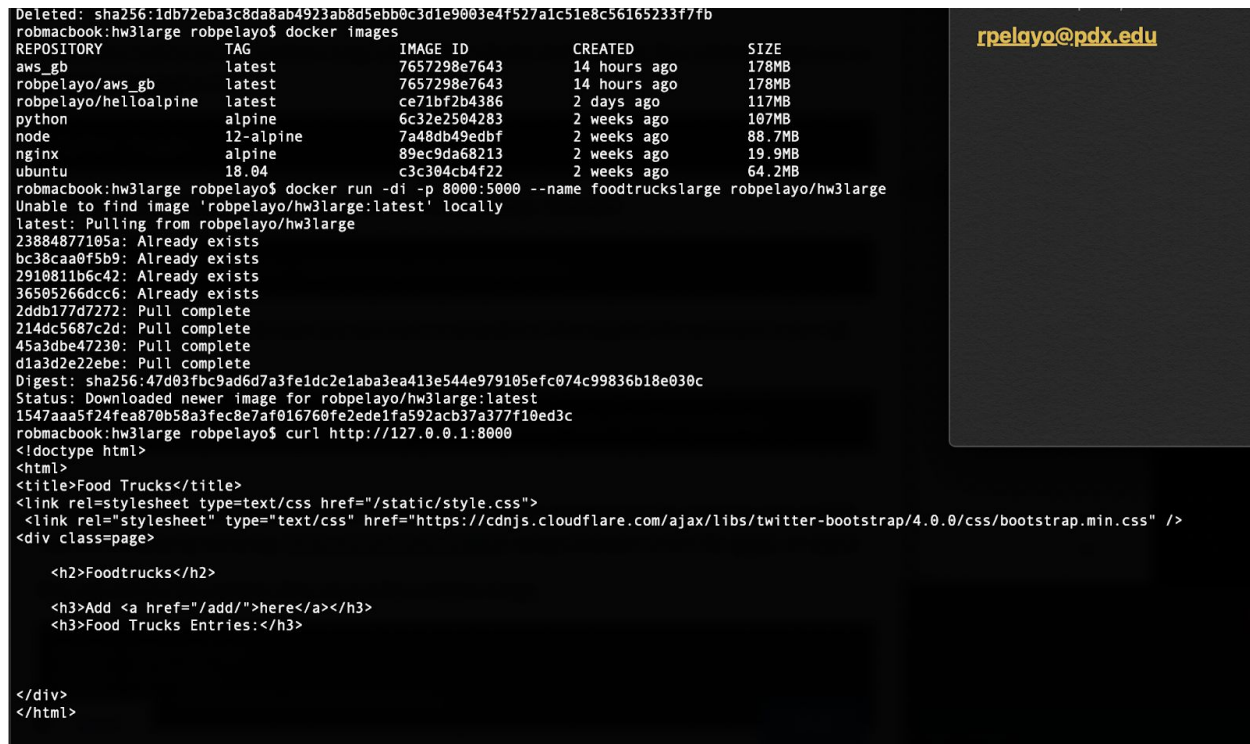 Deleted: sha256:1db72eba3c8da8ab4923ab8d5ebb0c3d1e9003e4f527a1c51e8c56165233f7fb
robmacbook:hw3large robpelayo$ docker images
REPOSITORY TAG IMAGE ID CREATED SIZE
aws_gb latest 7657298e7643 14 hours ago 178MB
robpelayo/aws_gb latest 7657298e7643 14 hours ago 178MB
robpelayo/helloalpine latest ce71bf2b4386 2 days ago 117MB
python alpine 6c32e2504283 2 weeks ago 107MB
node 12-alpine 7a48db49edbf 2 weeks ago 88.7MB
nginx alpine 89ec9da68213 2 weeks ago 19.9MB
ubuntu 18.04 c3c304cb4f22 2 weeks ago 64.2MB
robmacbook:hw3large robpelayo$ docker run -di -p 8000:5000 --name foodtruckslarge robpelayo/hw3large
Unable to find image 'robpelayo/hw3large:latest' locally
latest: Pulling from robpelayo/hw3large
23884877105a: Already exists
bc38caa0f5b9: Already exists
2910811b6c42: Already exists
36505266dcc6: Already exists
2ddb177d7272: Pull complete
214dc5687c2d: Pull complete
45a3dbe47230: Pull complete
d1a3d2e22ebe: Pull complete
Digest: sha256:47d03fbc9ad6d7a3fe1dc2e1aba3ea413e544e979105efc074c99836b18e030c
Status: Downloaded newer image for robpelayo/hw3large:latest
1547aaa5f24fea870b58a3fec8e7af016760fe2ede1fa592acb37a377f10ed3c
robmacbook:hw3large robpelayo$ curl http://127.0.0.1:8000
<!doctype html>
<html>
<title>Food Trucks</title>
<link rel=stylesheet type=text/css href="/static/style.css">
<link rel="stylesheet" type="text/css" href="https://cdnjs.cloudflare.com/ajax/libs/twitter-bootstrap/4.0.0/css/bootstrap.min.css" />
<div class=page>
<h2>Foodtrucks</h2>
<h3>Add <a href="/add/">here</a></h3>
<h3>Food Trucks Entries:</h3>
</div>
</html>
rpelayo@pdx.edu